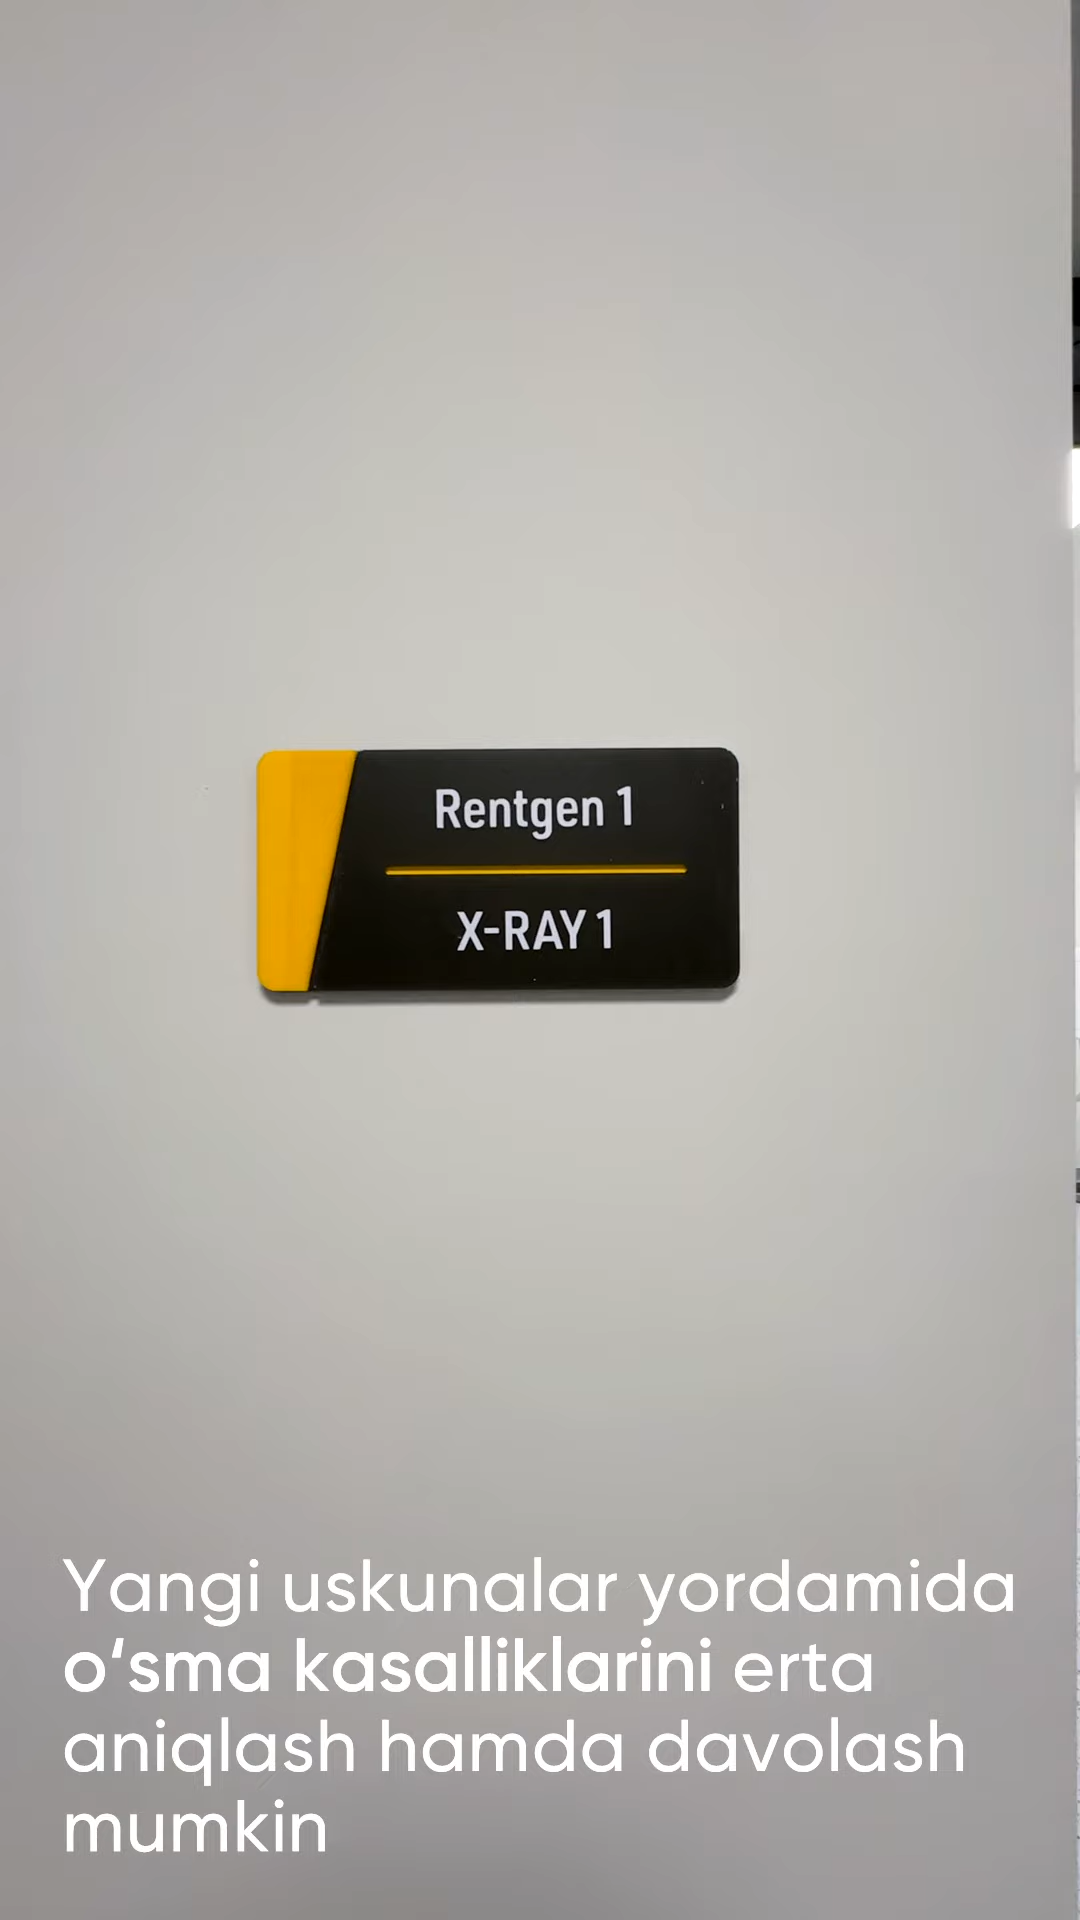 Rentgen 1
X-RAY 1
Yangi uskunalar yordamida
oʻsma kasalliklarini erta
aniqlash hamda davolash
mumkin